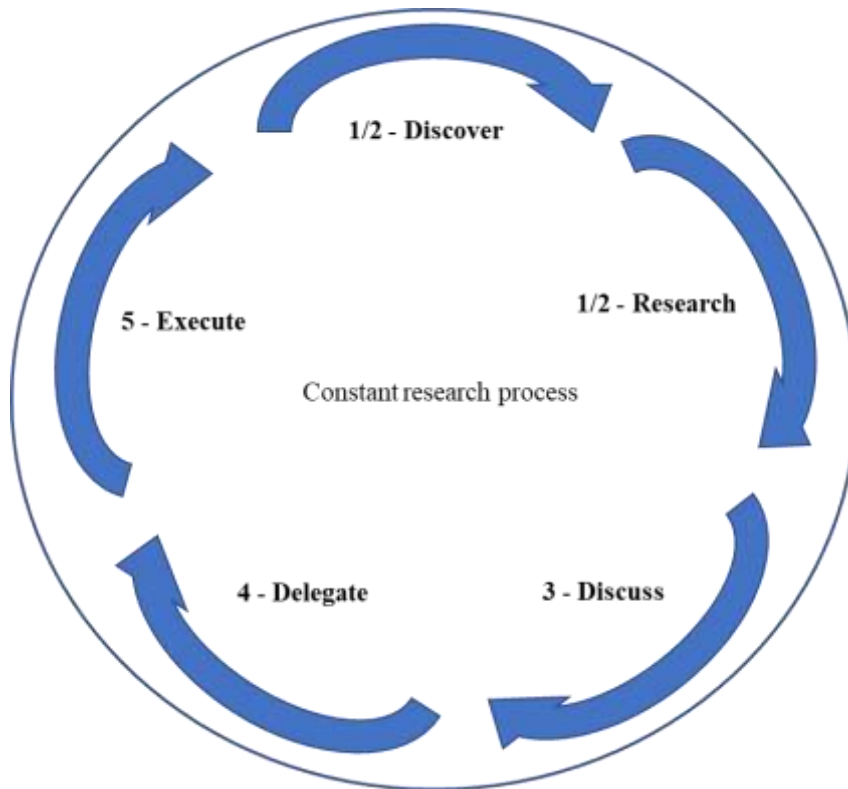 1/2 - Discover
1/2 - Research
5 - Execute
Constant research process
4 - Delegate
3 - Discuss